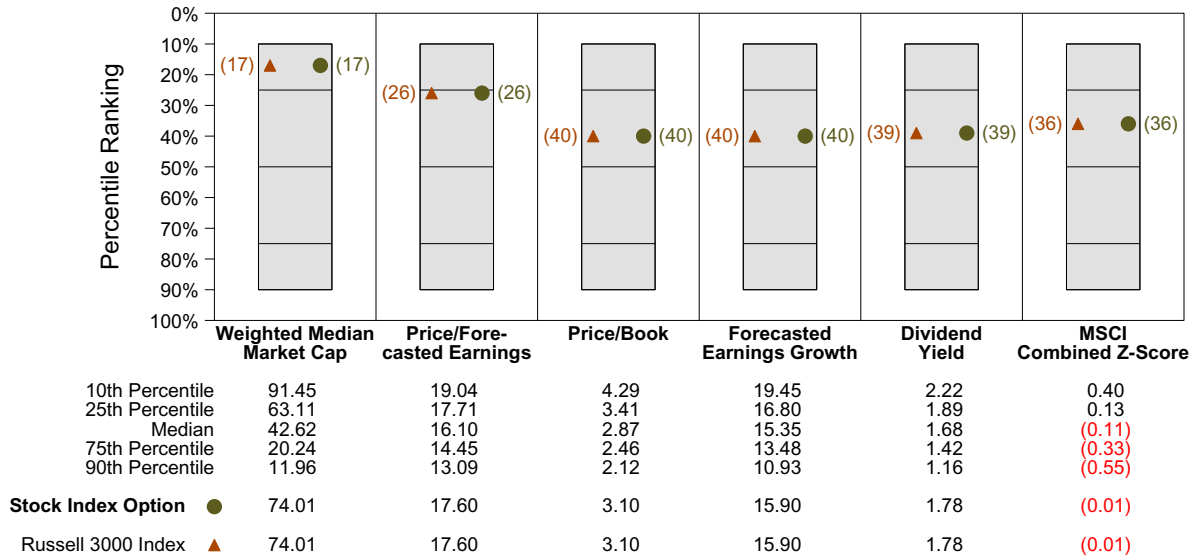 Percentile Ranking
0%
10%
20%
30%
40%
50%
60%
70%
80%
90%
100%
(17) (17)
(26) (26)
(40) (40)
(40) (40)
(39) (39)
(36) (36)
Weighted Median
Market Cap
Price/Fore-
casted Earnings
Price/Book
Forecasted
Earnings Growth
Dividend
Yield
MSCI
Combined Z-Score
10th Percentile 91.45 19.04 4.29 19.45 2.22 0.40
25th Percentile 63.11 17.71 3.41 16.80 1.89 0.13
Median 42.62 16.10 2.87 15.35 1.68 (0.11)
75th Percentile 20.24 14.45 2.46 13.48 1.42 (0.33)
90th Percentile 11.96 13.09 2.12 10.93 1.16 (0.55)
Stock Index Option 74.01 17.60 3.10 15.90 1.78 (0.01)
Russell 3000 Index 74.01 17.60 3.10 15.90 1.78 (0.01)